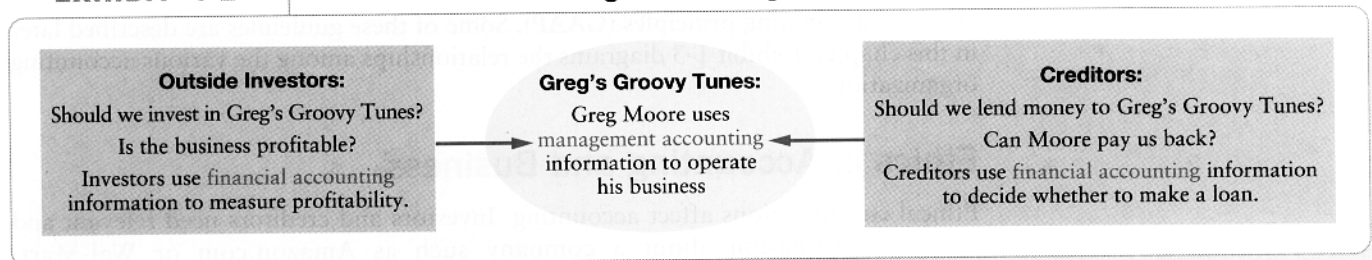 Outside Investors:
Should we invest in Greg's Groovy Tunes?
Is the business profitable?
Investors use financial accounting
information to measure profitability.
Greg's Groovy Tunes:
Greg Moore uses
management accounting
information to operate
his business
Creditors:
Should we lend money to Greg's Groovy Tunes?
Can Moore pay us back?
Creditors use financial accounting information
to decide whether to make a loan.